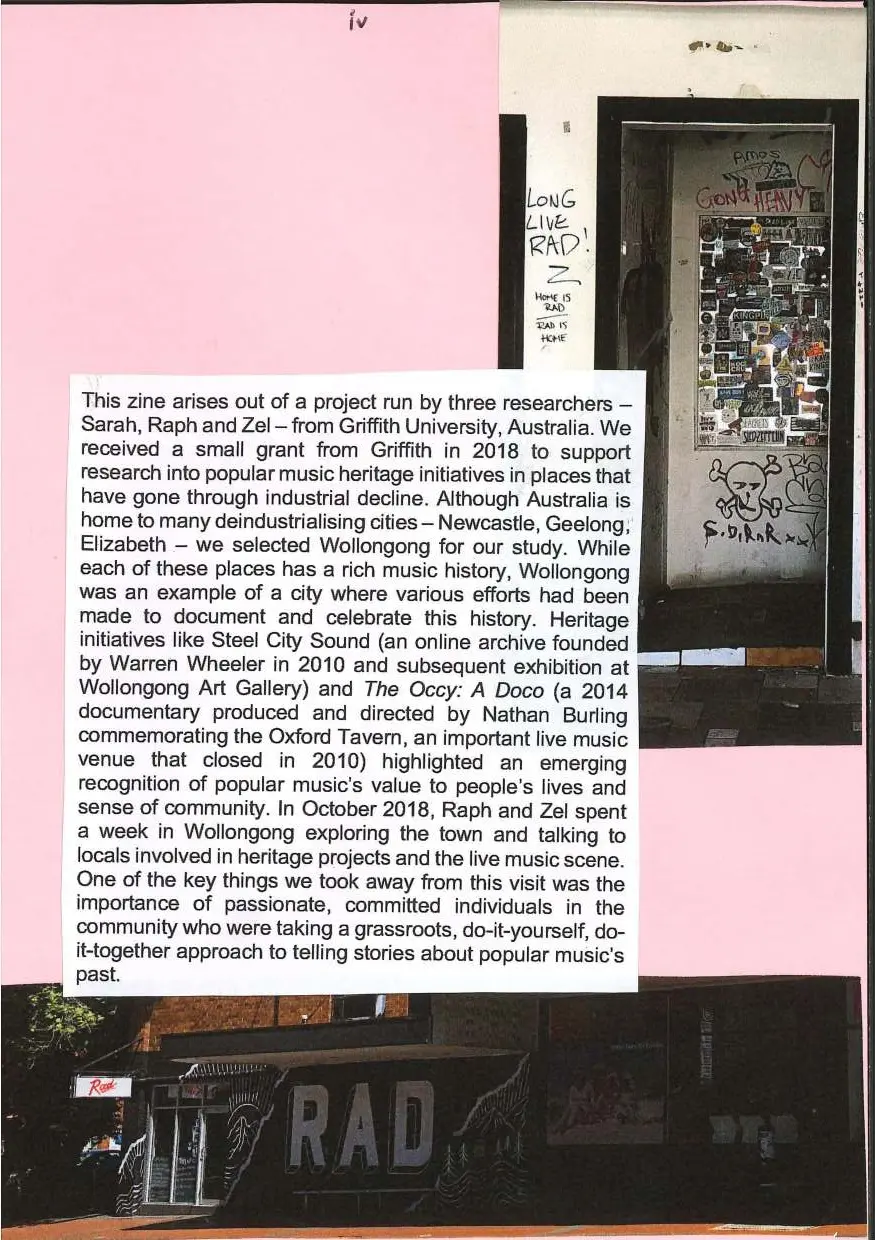 iv
AMOS
GONG HEAVY
LONG
LIVE
RAD!
HOME IS
RAD
RAD IS
HOME
KINGPIN
LED ZEPPELIN
S.D.RnR xx
This zine arises out of a project run by three researchers –
Sarah, Raph and Zel – from Griffith University, Australia. We
received a small grant from Griffith in 2018 to support
research into popular music heritage initiatives in places that
have gone through industrial decline. Although Australia is
home to many deindustrialising cities – Newcastle, Geelong,
Elizabeth – we selected Wollongong for our study. While
each of these places has a rich music history, Wollongong
was an example of a city where various efforts had been
made to document and celebrate this history. Heritage
initiatives like Steel City Sound (an online archive founded
by Warren Wheeler in 2010 and subsequent exhibition at
Wollongong Art Gallery) and The Occy: A Doco (a 2014
documentary produced and directed by Nathan Burling
commemorating the Oxford Tavern, an important live music
venue that closed in 2010) highlighted an emerging
recognition of popular music's value to people's lives and
sense of community. In October 2018, Raph and Zel spent
a week in Wollongong exploring the town and talking to
locals involved in heritage projects and the live music scene.
One of the key things we took away from this visit was the
importance of passionate, committed individuals in the
community who were taking a grassroots, do-it-yourself, do-
it-together approach to telling stories about popular music's
past.
Rad
RAD